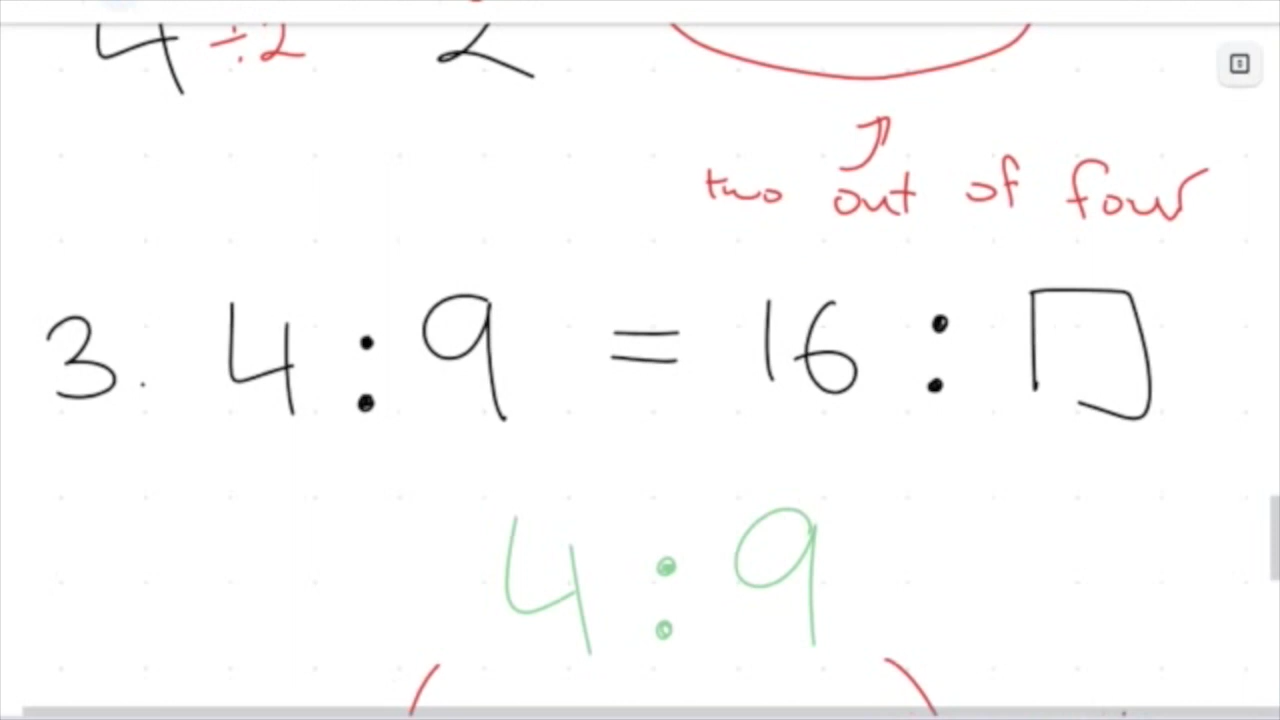 4 ÷2 2
two out of four
3. 4 : 9 = 16 : □
4 : 9